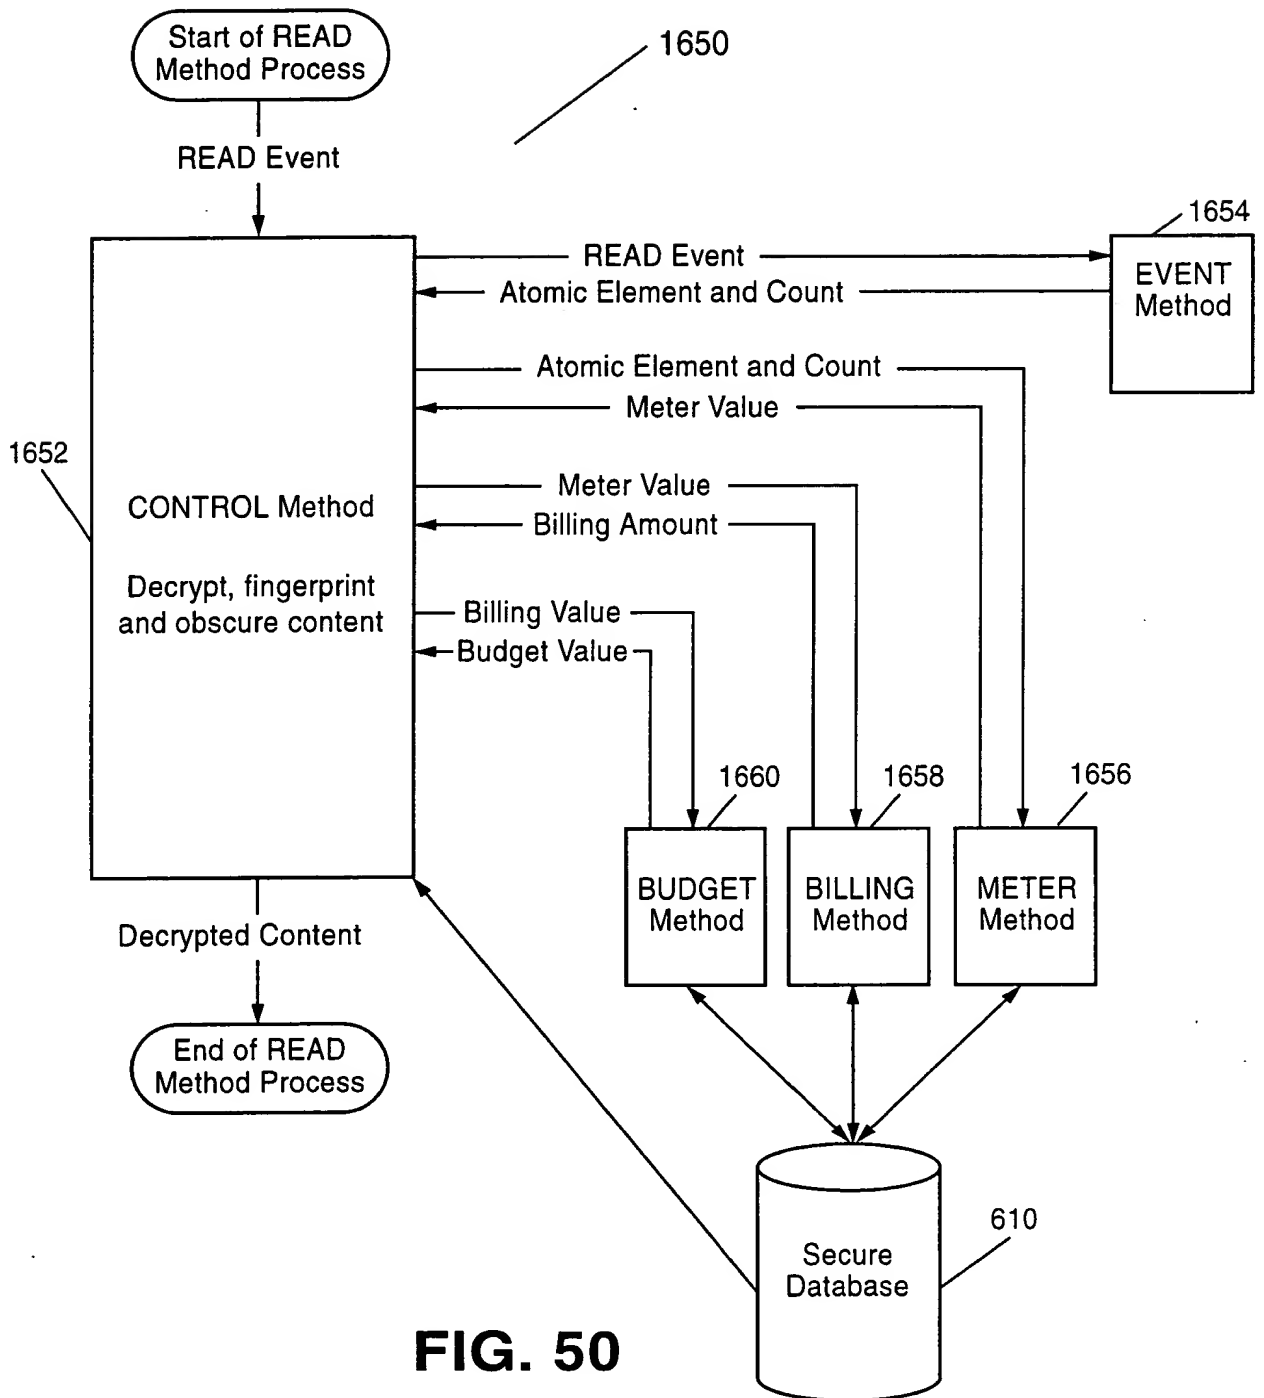 Start of READ
Method Process
1650
READ Event
1654
READ Event
Atomic Element and Count
EVENT
Method
Atomic Element and Count
Meter Value
1652
CONTROL Method
Decrypt, fingerprint
and obscure content
Meter Value
Billing Amount
Billing Value
Budget Value
1660
1658
1656
BUDGET
Method
BILLING
Method
METER
Method
Decrypted Content
End of READ
Method Process
610
Secure
Database
FIG. 50